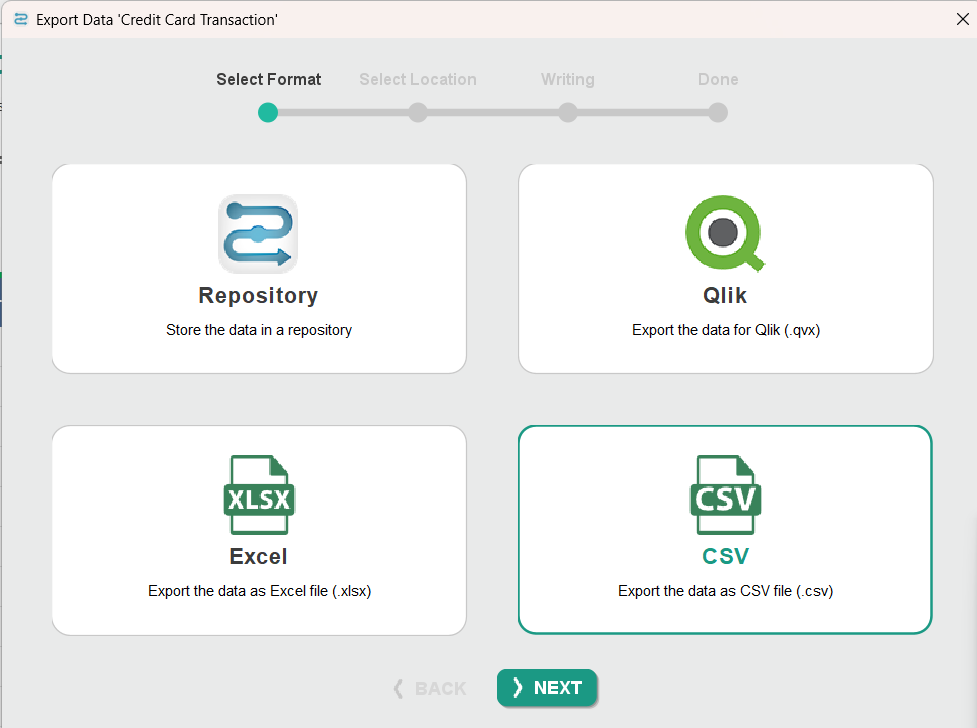 Export Data 'Credit Card Transaction'
Select Format Select Location Writing Done
Repository
Store the data in a repository
Qlik
Export the data for Qlik (.qvx)
XLSX
Excel
Export the data as Excel file (.xlsx)
CSV
CSV
Export the data as CSV file (.csv)
BACK NEXT